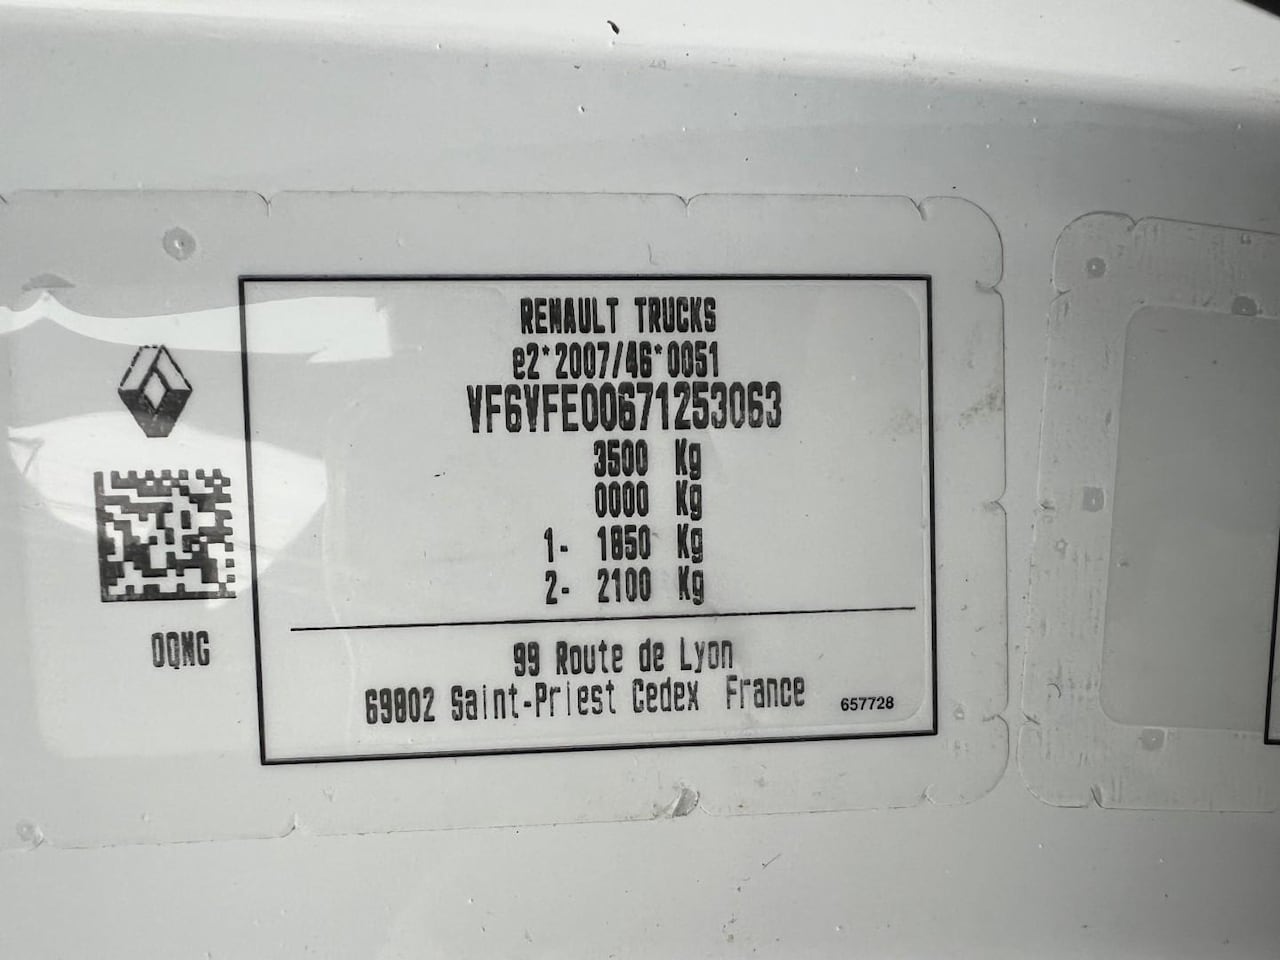 RENAULT TRUCKS
e2*2007/46*0051
VF6VFE00671253063
3500 Kg
0000 Kg
1- 1850 Kg
2- 2100 Kg
0QNG
99 Route de Lyon
69802 Saint-Priest Cedex France
657728